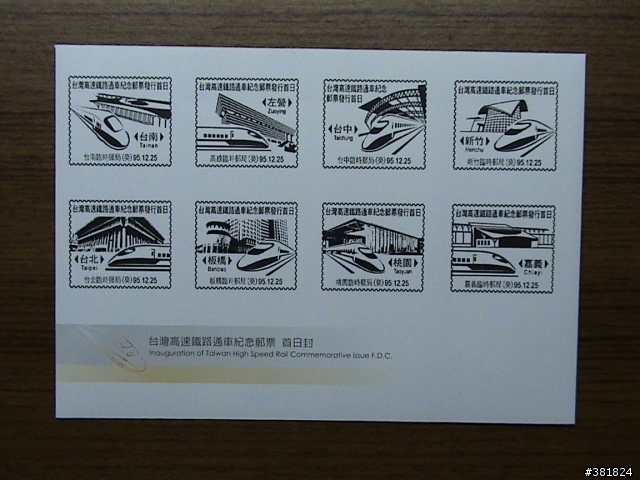 台灣高速鐵路通車紀念郵票發行首日
台南
Tainan
台南臨時郵局(癸)95.12.25
台灣高速鐵路通車紀念郵票發行首日
左營
Zuoying
高雄臨時郵局(癸)95.12.25
台灣高速鐵路通車紀念
郵票發行首日
台中
Taichung
台中臨時郵局(癸)95.12.25
台灣高速鐵路通車紀念郵票發行首日
新竹
Hsinchu
新竹臨時郵局(癸)95.12.25
台灣高速鐵路通車紀念郵票發行首日
台北
Taipei
台北臨時郵局(癸)95.12.25
台灣高速鐵路通車紀念郵票發行首日
板橋
Banciao
板橋臨時郵局(癸)95.12.25
台灣高速鐵路通車紀念郵票發行首日
桃園
Taoyuan
桃園臨時郵局(癸)95.12.25
台灣高速鐵路通車紀念郵票發行首日
嘉義
Chiayi
嘉義臨時郵局(癸)95.12.25
台灣高速鐵路通車紀念郵票 首日封
Inauguration of Taiwan High Speed Rail Commemorative Issue F.D.C.
#381824